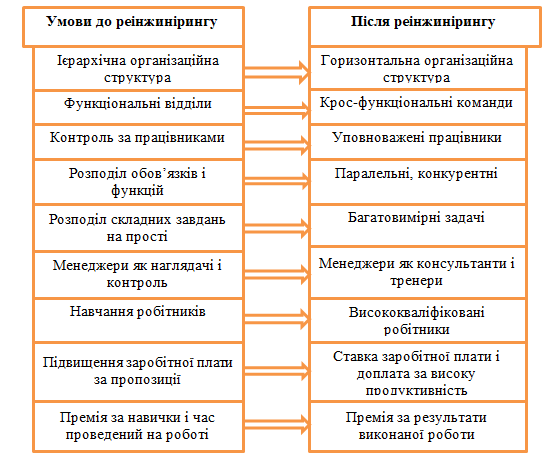 Умови до реінжинірингу
Після реінжинірингу
Ієрархічна організаційна
структура
Горизонтальна організаційна
структура
Функціональні відділи
Крос-функціональні команди
Контроль за працівниками
Уповноважені працівники
Розподіл обов’язків і
функцій
Паралельні, конкурентні
Розподіл складних завдань
на прості
Багатовимірні задачі
Менеджери як наглядачі і
контроль
Менеджери як консультанти і
тренери
Навчання робітників
Висококваліфіковані
робітники
Підвищення заробітної плати
за пропозиції
Ставка заробітної плати і
доплата за високу
продуктивність
Премія за навички і час
проведений на роботі
Премія за результати
виконаної роботи